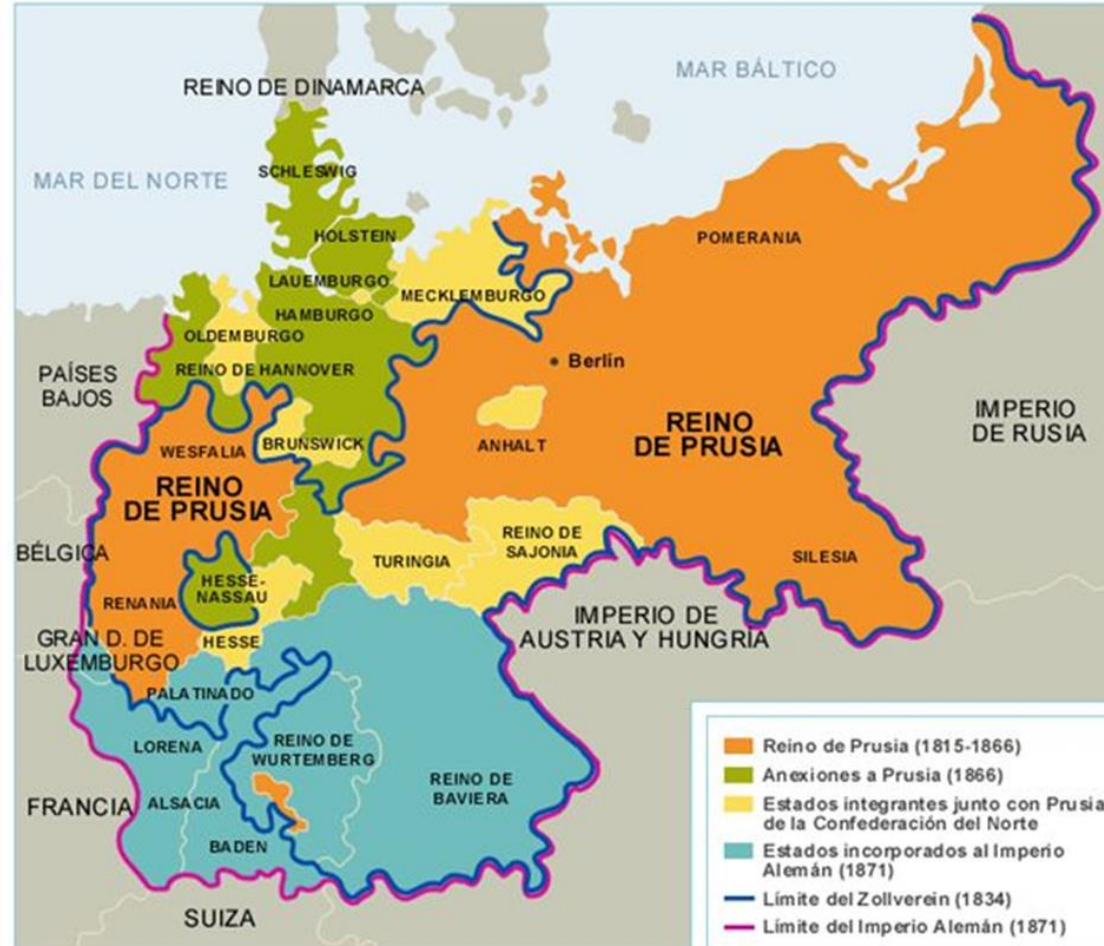 REINO DE DINAMARCA
MAR BÁLTICO
MAR DEL NORTE
SCHLESWIG
HOLSTEIN
POMERANIA
LAUEMBURGO
MECKLEMBURGO
HAMBURGO
OLDEMBURGO
REINO DE HANNOVER
Berlín
PAÍSES
BAJOS
IMPERIO
DE RUSIA
REINO
DE PRUSIA
BRUNSWICK
ANHALT
WESFALIA
REINO
DE PRUSIA
BÉLGICA
REINO DE
SAJONIA
TURINGIA
SILESIA
HESSE-
NASSAU
RENANIA
HESSE
IMPERIO DE
AUSTRIA Y HUNGRÍA
GRAN D. DE
LUXEMBURGO
PALATINADO
LORENA
REINO DE
WURTEMBERG
REINO DE
BAVIERA
FRANCIA
ALSACIA
BADEN
SUIZA
Reino de Prusia (1815-1866)
Anexiones a Prusia (1866)
Estados integrantes junto con Prusia
de la Confederación del Norte
Estados incorporados al Imperio
Alemán (1871)
Límite del Zollverein (1834)
Límite del Imperio Alemán (1871)